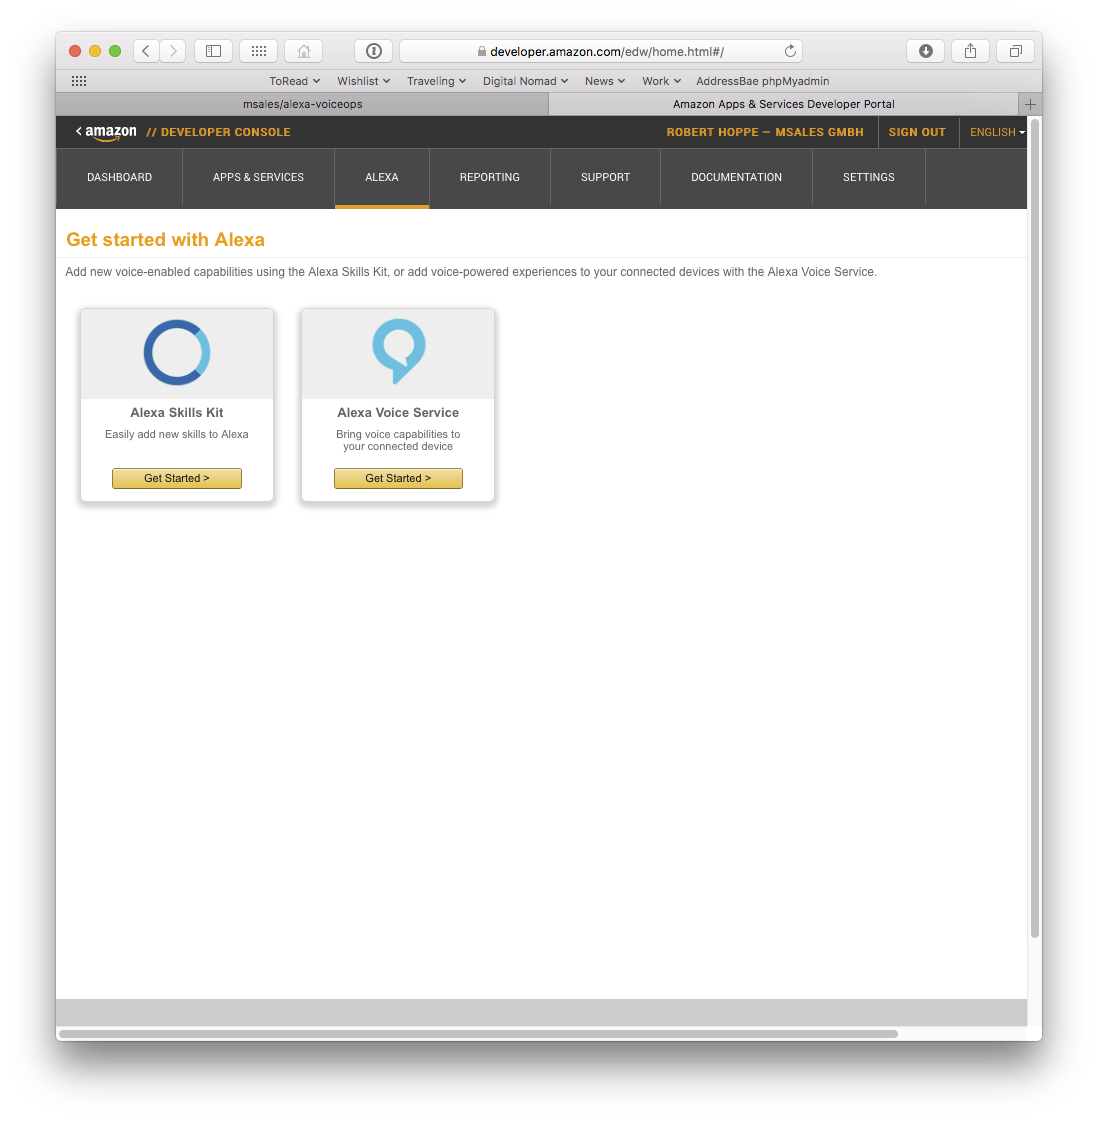 developer.amazon.com/edw/home.html#/
ToRead Wishlist Traveling Digital Nomad News Work AddressBae phpMyadmin
msales/alexa-voiceops Amazon Apps & Services Developer Portal
< amazon // DEVELOPER CONSOLE ROBERT HOPPE – MSALES GMBH SIGN OUT ENGLISH
DASHBOARD APPS & SERVICES ALEXA REPORTING SUPPORT DOCUMENTATION SETTINGS
Get started with Alexa
Add new voice-enabled capabilities using the Alexa Skills Kit, or add voice-powered experiences to your connected devices with the Alexa Voice Service.
Alexa Skills Kit
Easily add new skills to Alexa
Get Started >
Alexa Voice Service
Bring voice capabilities to
your connected device
Get Started >